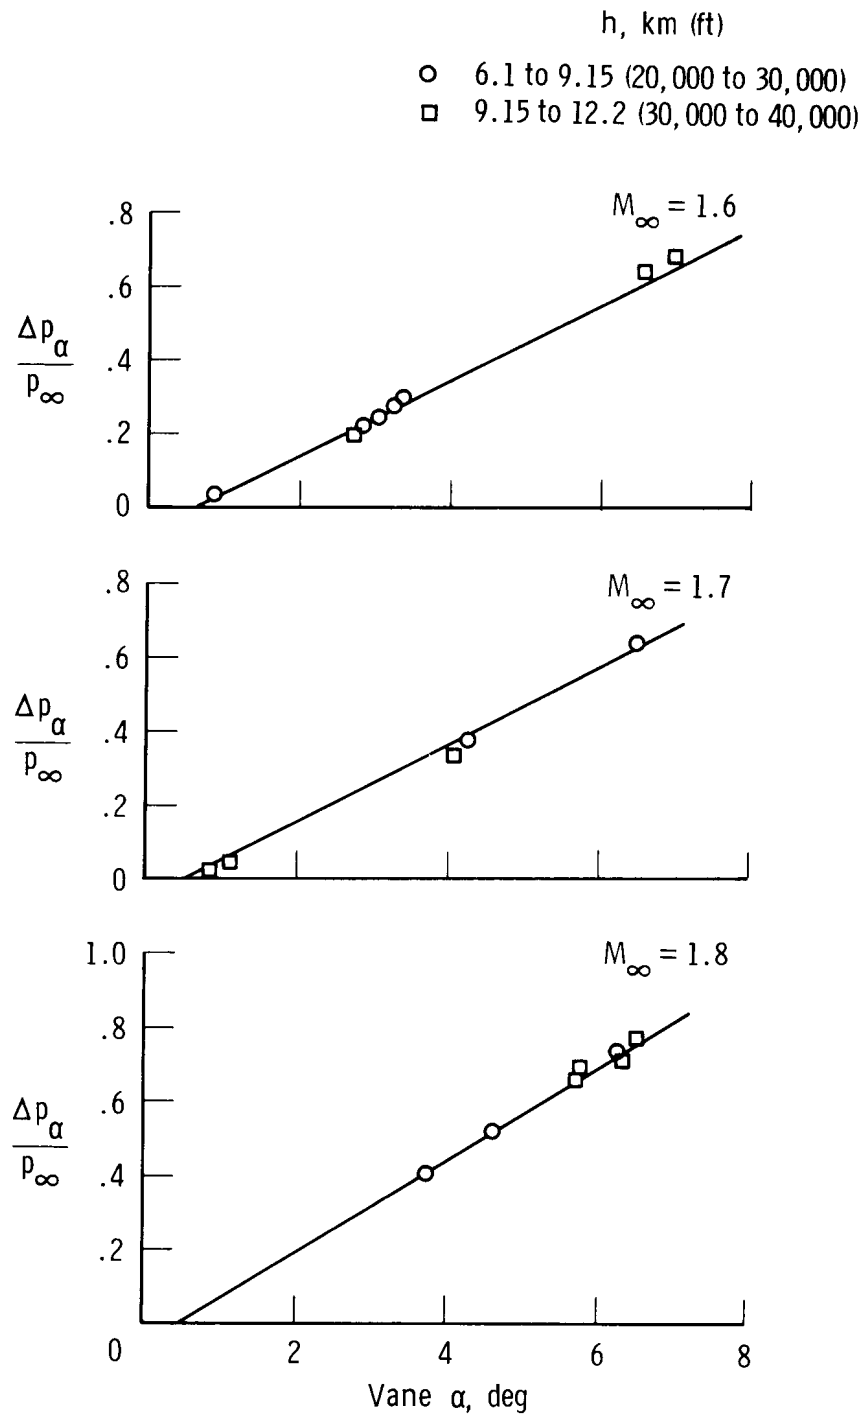 h, km (ft)
6.1 to 9.15 (20,000 to 30,000)
9.15 to 12.2 (30,000 to 40,000)
M∞ = 1.6
.8
.6
.4
.2
0
Δpα
p∞
M∞ = 1.7
.8
.6
.4
.2
0
Δpα
p∞
M∞ = 1.8
1.0
.8
.6
.4
.2
0
Δpα
p∞
2 4 6 8
Vane α, deg